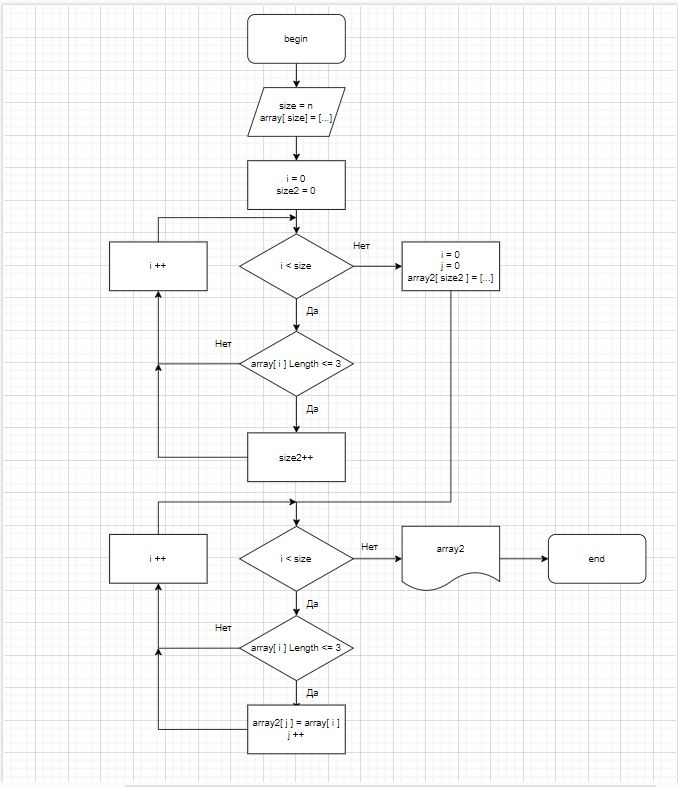 begin
size = n
array[ size] = [...]
i = 0
size2 = 0
Нет
i ++
i < size
i = 0
j = 0
array2[ size2 ] = [...]
Да
Нет
array[ i ] Length <= 3
Да
size2++
Нет
i ++
i < size
array2
end
Да
Нет
array[ i ] Length <= 3
Да
array2[ j ] = array[ i ]
j ++